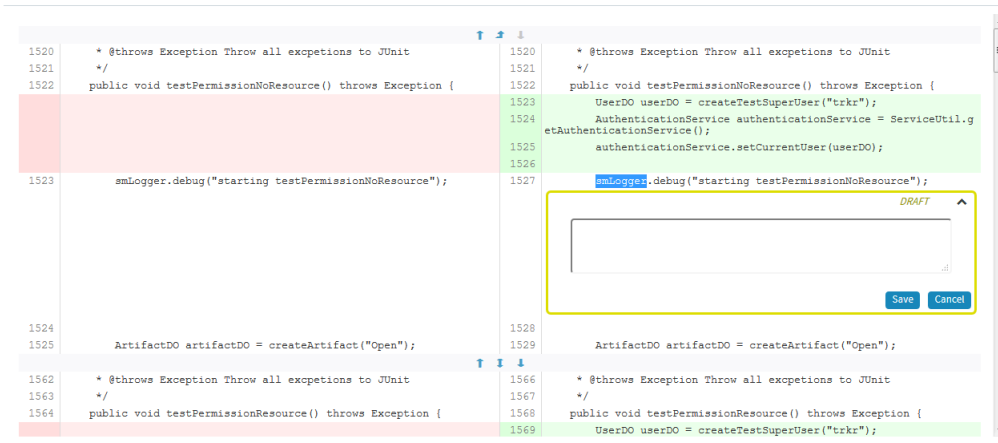 1520 * @throws Exception Throw all excpetions to JUnit 1520 * @throws Exception Throw all excpetions to JUnit
1521 */ 1521 */
1522 public void testPermissionNoResource() throws Exception { 1522 public void testPermissionNoResource() throws Exception {
1523 UserDO userDO = createTestSuperUser("trkr");
1524 AuthenticationService authenticationService = ServiceUtil.g
etAuthenticationService();
1525 authenticationService.setCurrentUser(userDO);
1526
1523 smLogger.debug("starting testPermissionNoResource"); 1527 smLogger.debug("starting testPermissionNoResource");
DRAFT
Save Cancel
1524 1528
1525 ArtifactDO artifactDO = createArtifact("Open"); 1529 ArtifactDO artifactDO = createArtifact("Open");
1562 * @throws Exception Throw all excpetions to JUnit 1566 * @throws Exception Throw all excpetions to JUnit
1563 */ 1567 */
1564 public void testPermissionResource() throws Exception { 1568 public void testPermissionResource() throws Exception {
1569 UserDO userDO = createTestSuperUser("trkr");